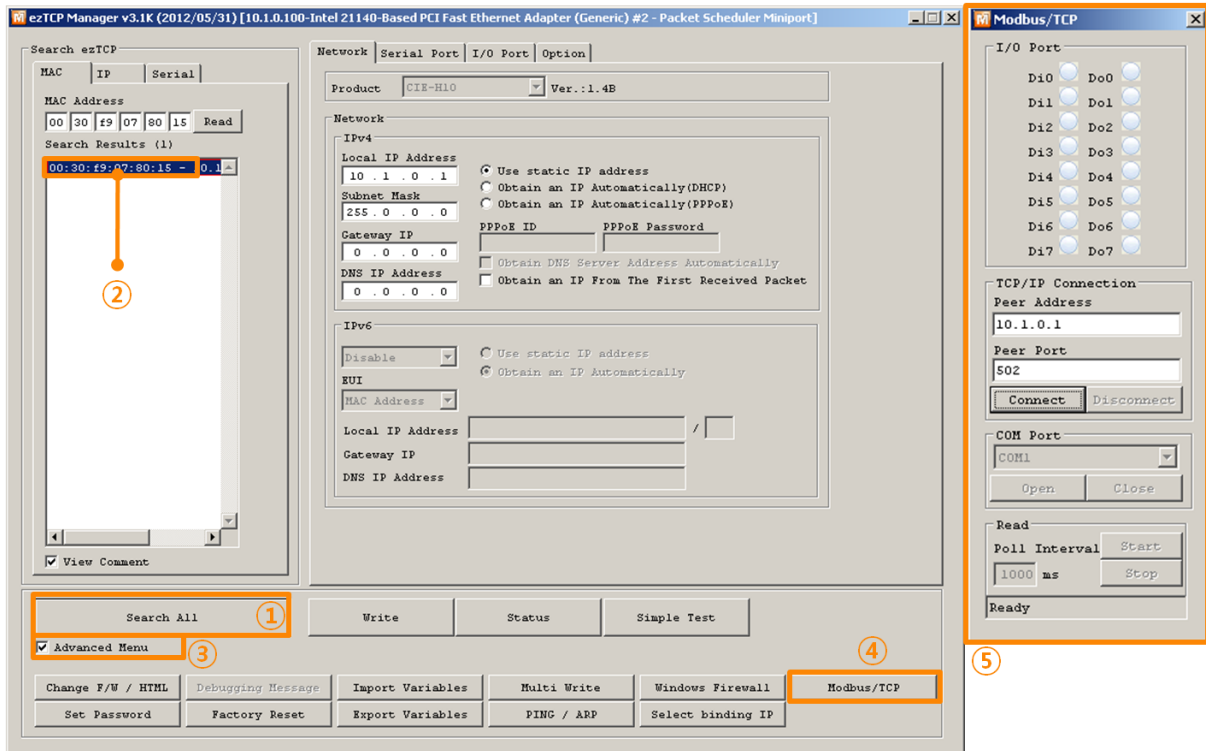 ezTCP Manager v3.1K (2012/05/31) [10.1.0.100-Intel 21140-Based PCI Fast Ethernet Adapter (Generic) #2 - Packet Scheduler Miniport]
Search ezTCP
MAC IP Serial
MAC Address
00 30 f9 07 80 15 Read
Search Results (1)
00:30:f9:07:80:15 - 0.1
②
View Comment
Network Serial Port I/O Port Option
Product CIE-H10 Ver.:1.4B
Network
IPv4
Local IP Address
10 . 1 . 0 . 1
Subnet Mask
255 . 0 . 0 . 0
Gateway IP
0 . 0 . 0 . 0
DNS IP Address
0 . 0 . 0 . 0
Use static IP address
Obtain an IP Automatically(DHCP)
Obtain an IP Automatically(PPPoE)
PPPoE ID PPPoE Password
Obtain DNS Server Address Automatically
Obtain an IP From The First Received Packet
IPv6
Disable
EUI
MAC Address
Use static IP address
Obtain an IP Automatically
Local IP Address /
Gateway IP
DNS IP Address
Search All ① Write Status Simple Test
Advanced Menu ③ ④
Change F/W / HTML Debugging Message Import Variables Multi Write Windows Firewall Modbus/TCP
Set Password Factory Reset Export Variables PING / ARP Select binding IP
Modbus/TCP
I/O Port
Di0 Do0
Di1 Do1
Di2 Do2
Di3 Do3
Di4 Do4
Di5 Do5
Di6 Do6
Di7 Do7
TCP/IP Connection
Peer Address
10.1.0.1
Peer Port
502
Connect Disconnect
COM Port
COM1
Open Close
Read
Poll Interval Start
1000 ms Stop
Ready
⑤